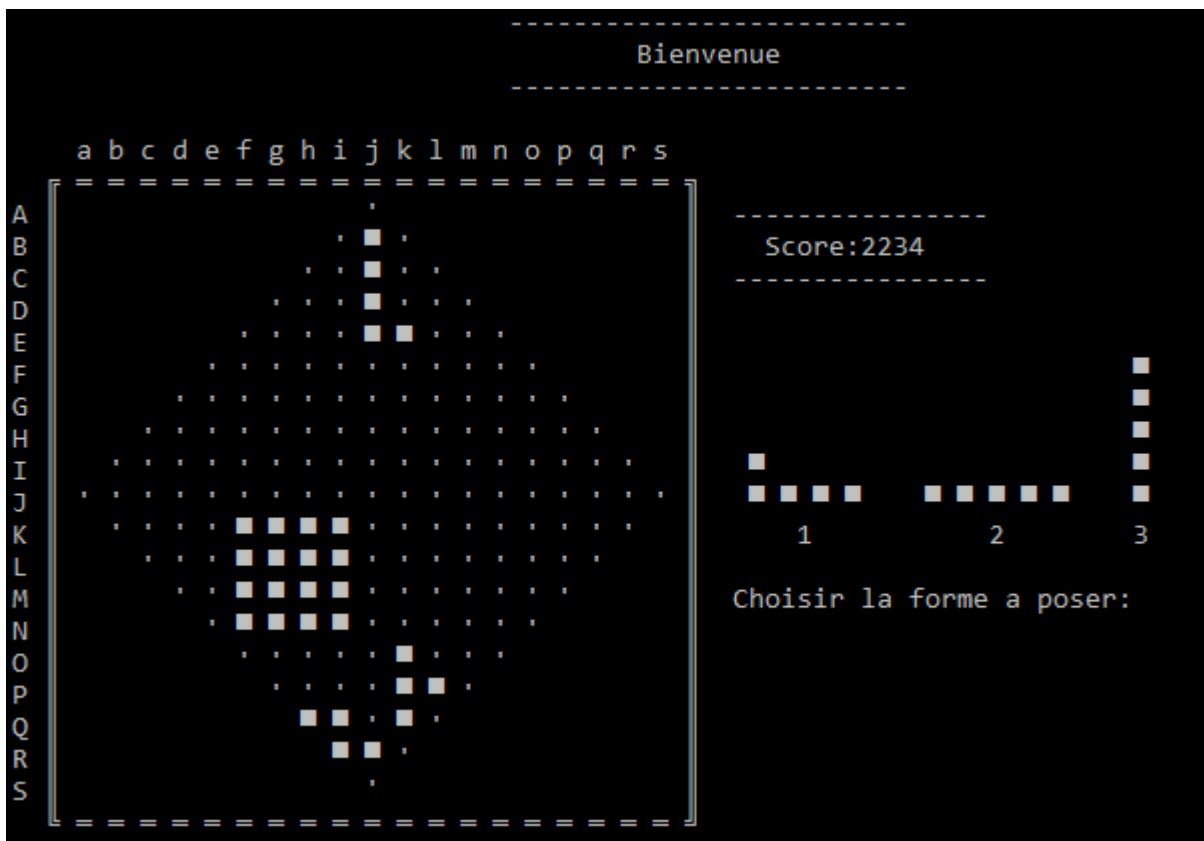 -------------------------
Bienvenue
-------------------------
a b c d e f g h i j k l m n o p q r s
A
B
C
D
E
F
G
H
I
J
K
L
M
N
O
P
Q
R
S
----------------
Score:2234
----------------
1 2 3
Choisir la forme a poser: